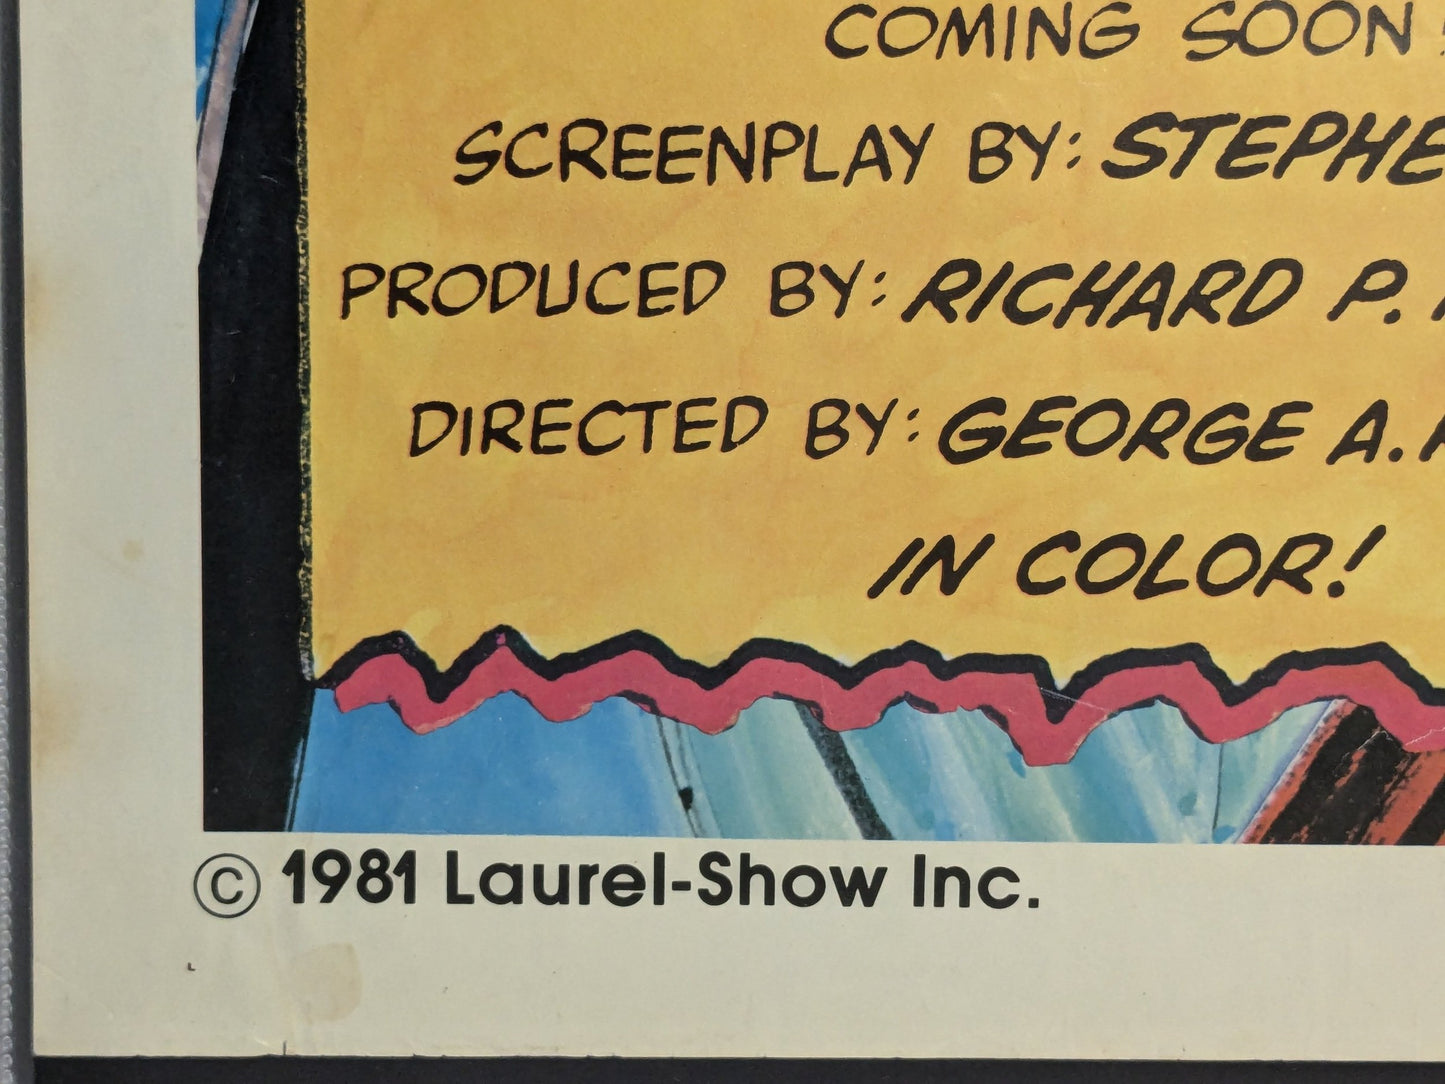 COMING SOON
SCREENPLAY BY: STEPHE
PRODUCED BY: RICHARD P.
DIRECTED BY: GEORGE A.
IN COLOR!
© 1981 Laurel-Show Inc.